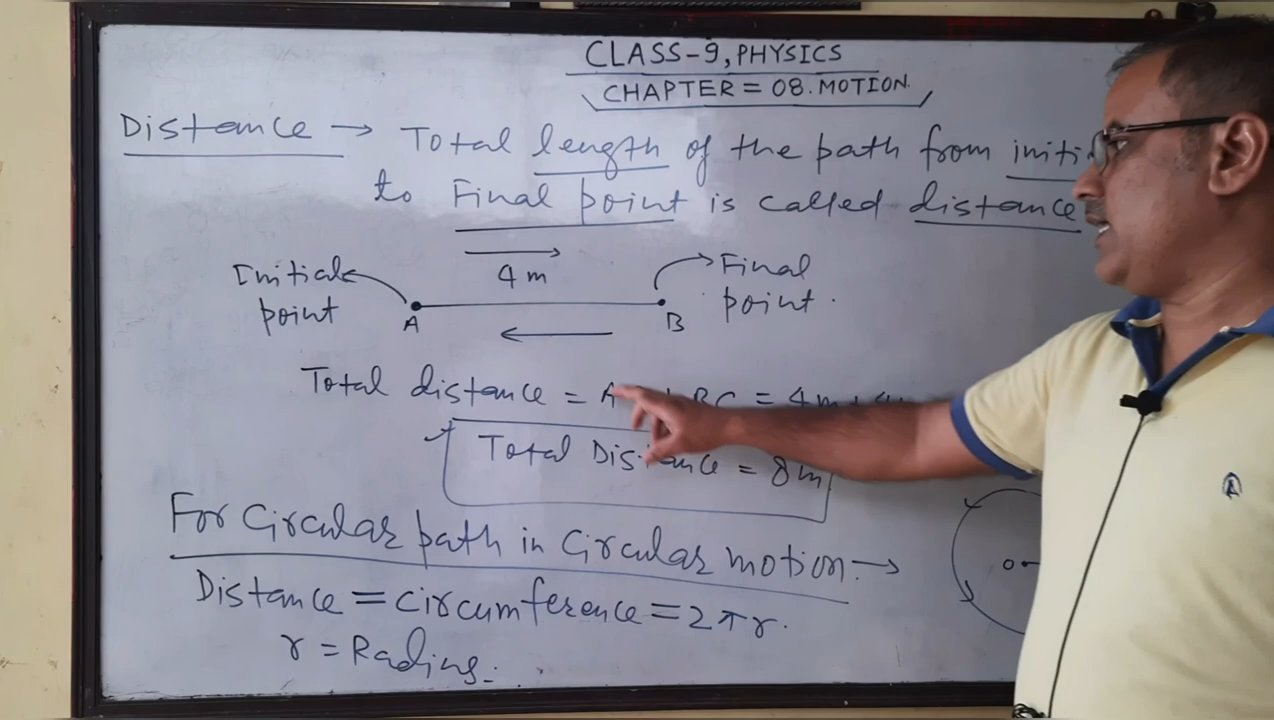 CLASS-9, PHYSICS
CHAPTER = 08. MOTION.
Distance → Total length of the path from
to Final point is called distance
4 m
Initial point
Final point.
A
B
Total distance = BC = 4m +
Total Distance = 8m
For Circular path in Circular motion. →
Distance = Circumference = 2πr.
r = Radius.
o